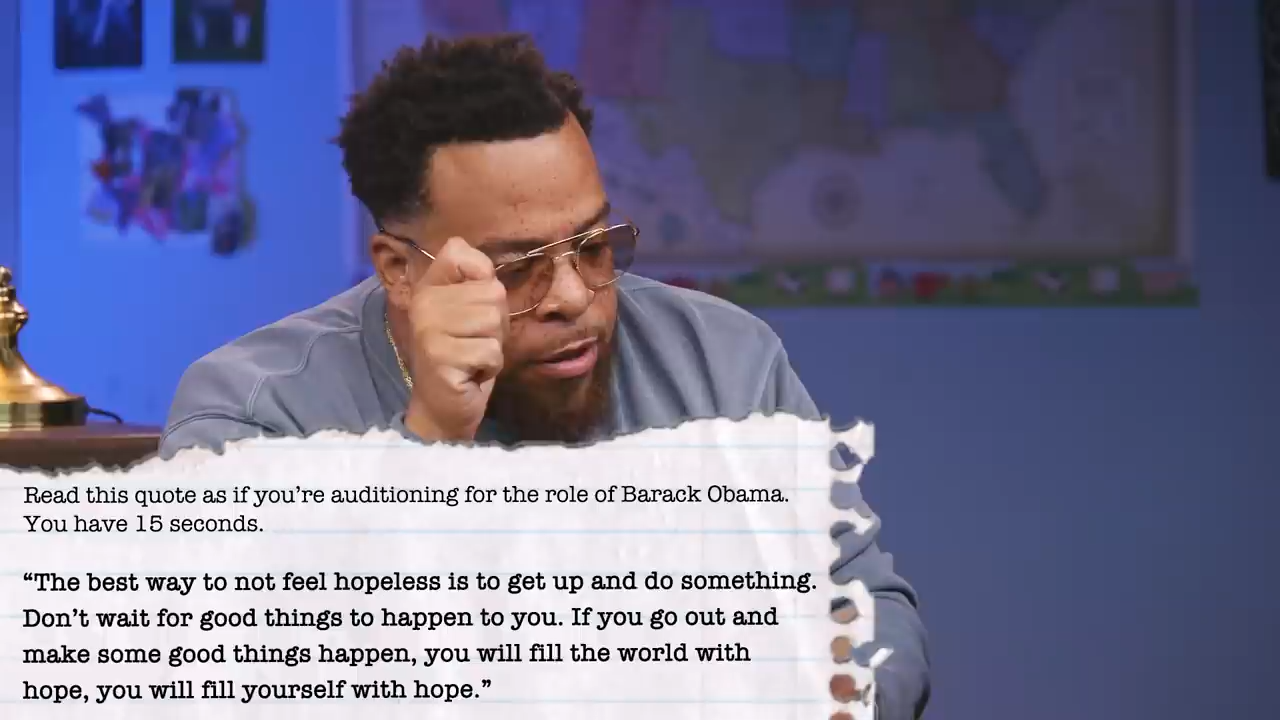 Read this quote as if you're auditioning for the role of Barack Obama.
You have 15 seconds.
“The best way to not feel hopeless is to get up and do something.
Don’t wait for good things to happen to you. If you go out and
make some good things happen, you will fill the world with
hope, you will fill yourself with hope.”